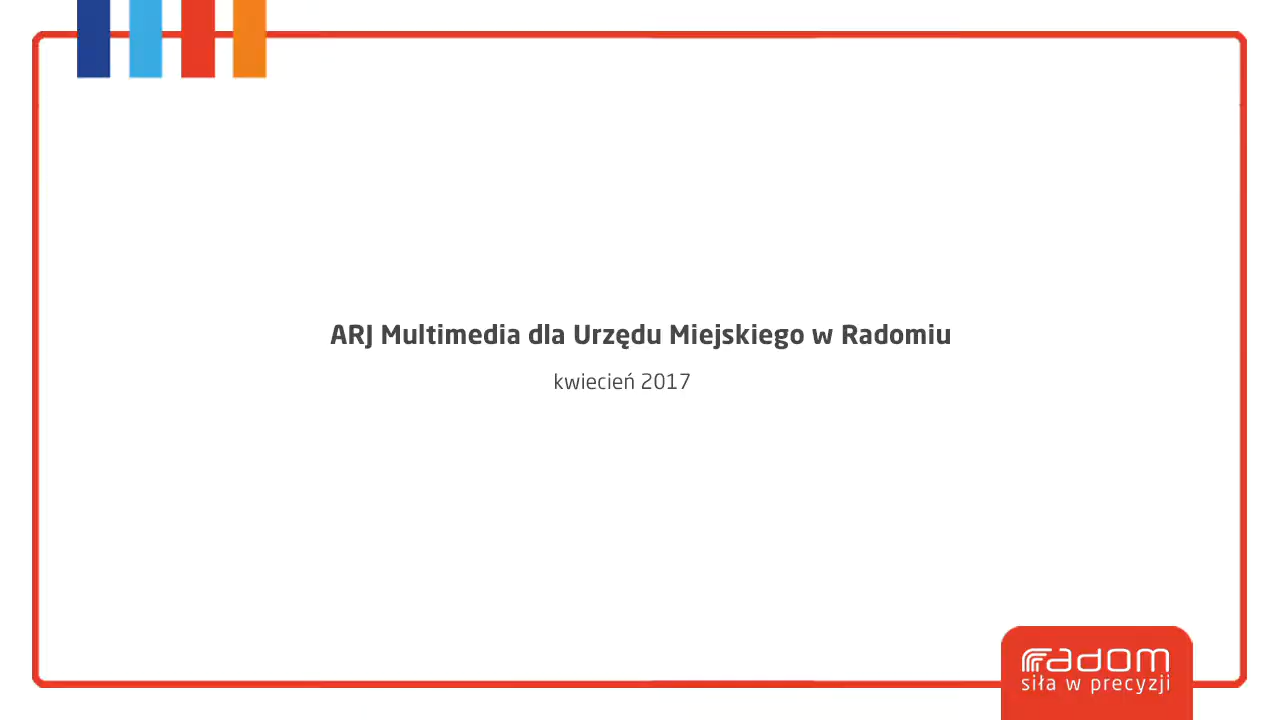 ARJ Multimedia dla Urzędu Miejskiego w Radomiu
kwiecień 2017
radom
siła w precyzji